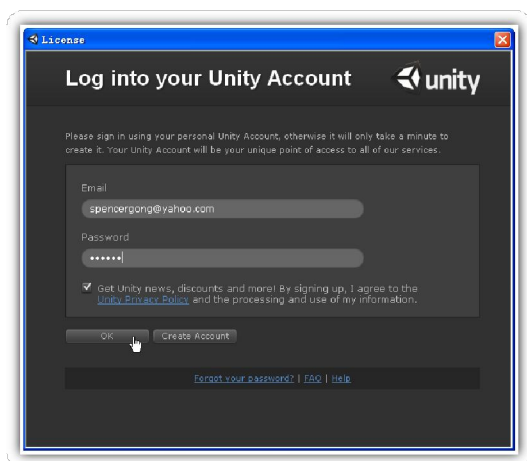 License
Log into your Unity Account
unity
Please sign in using your personal Unity Account, otherwise it will only take a minute to
create it. Your Unity Account will be your unique point of access to all of our services.
Email
spencergong@yahoo.com
Password
••••••
Get Unity news, discounts and more! By signing up, I agree to the
Unity Privacy Policy and the processing and use of my information.
OK
Create Account
Forgot your password? | FAQ | Help